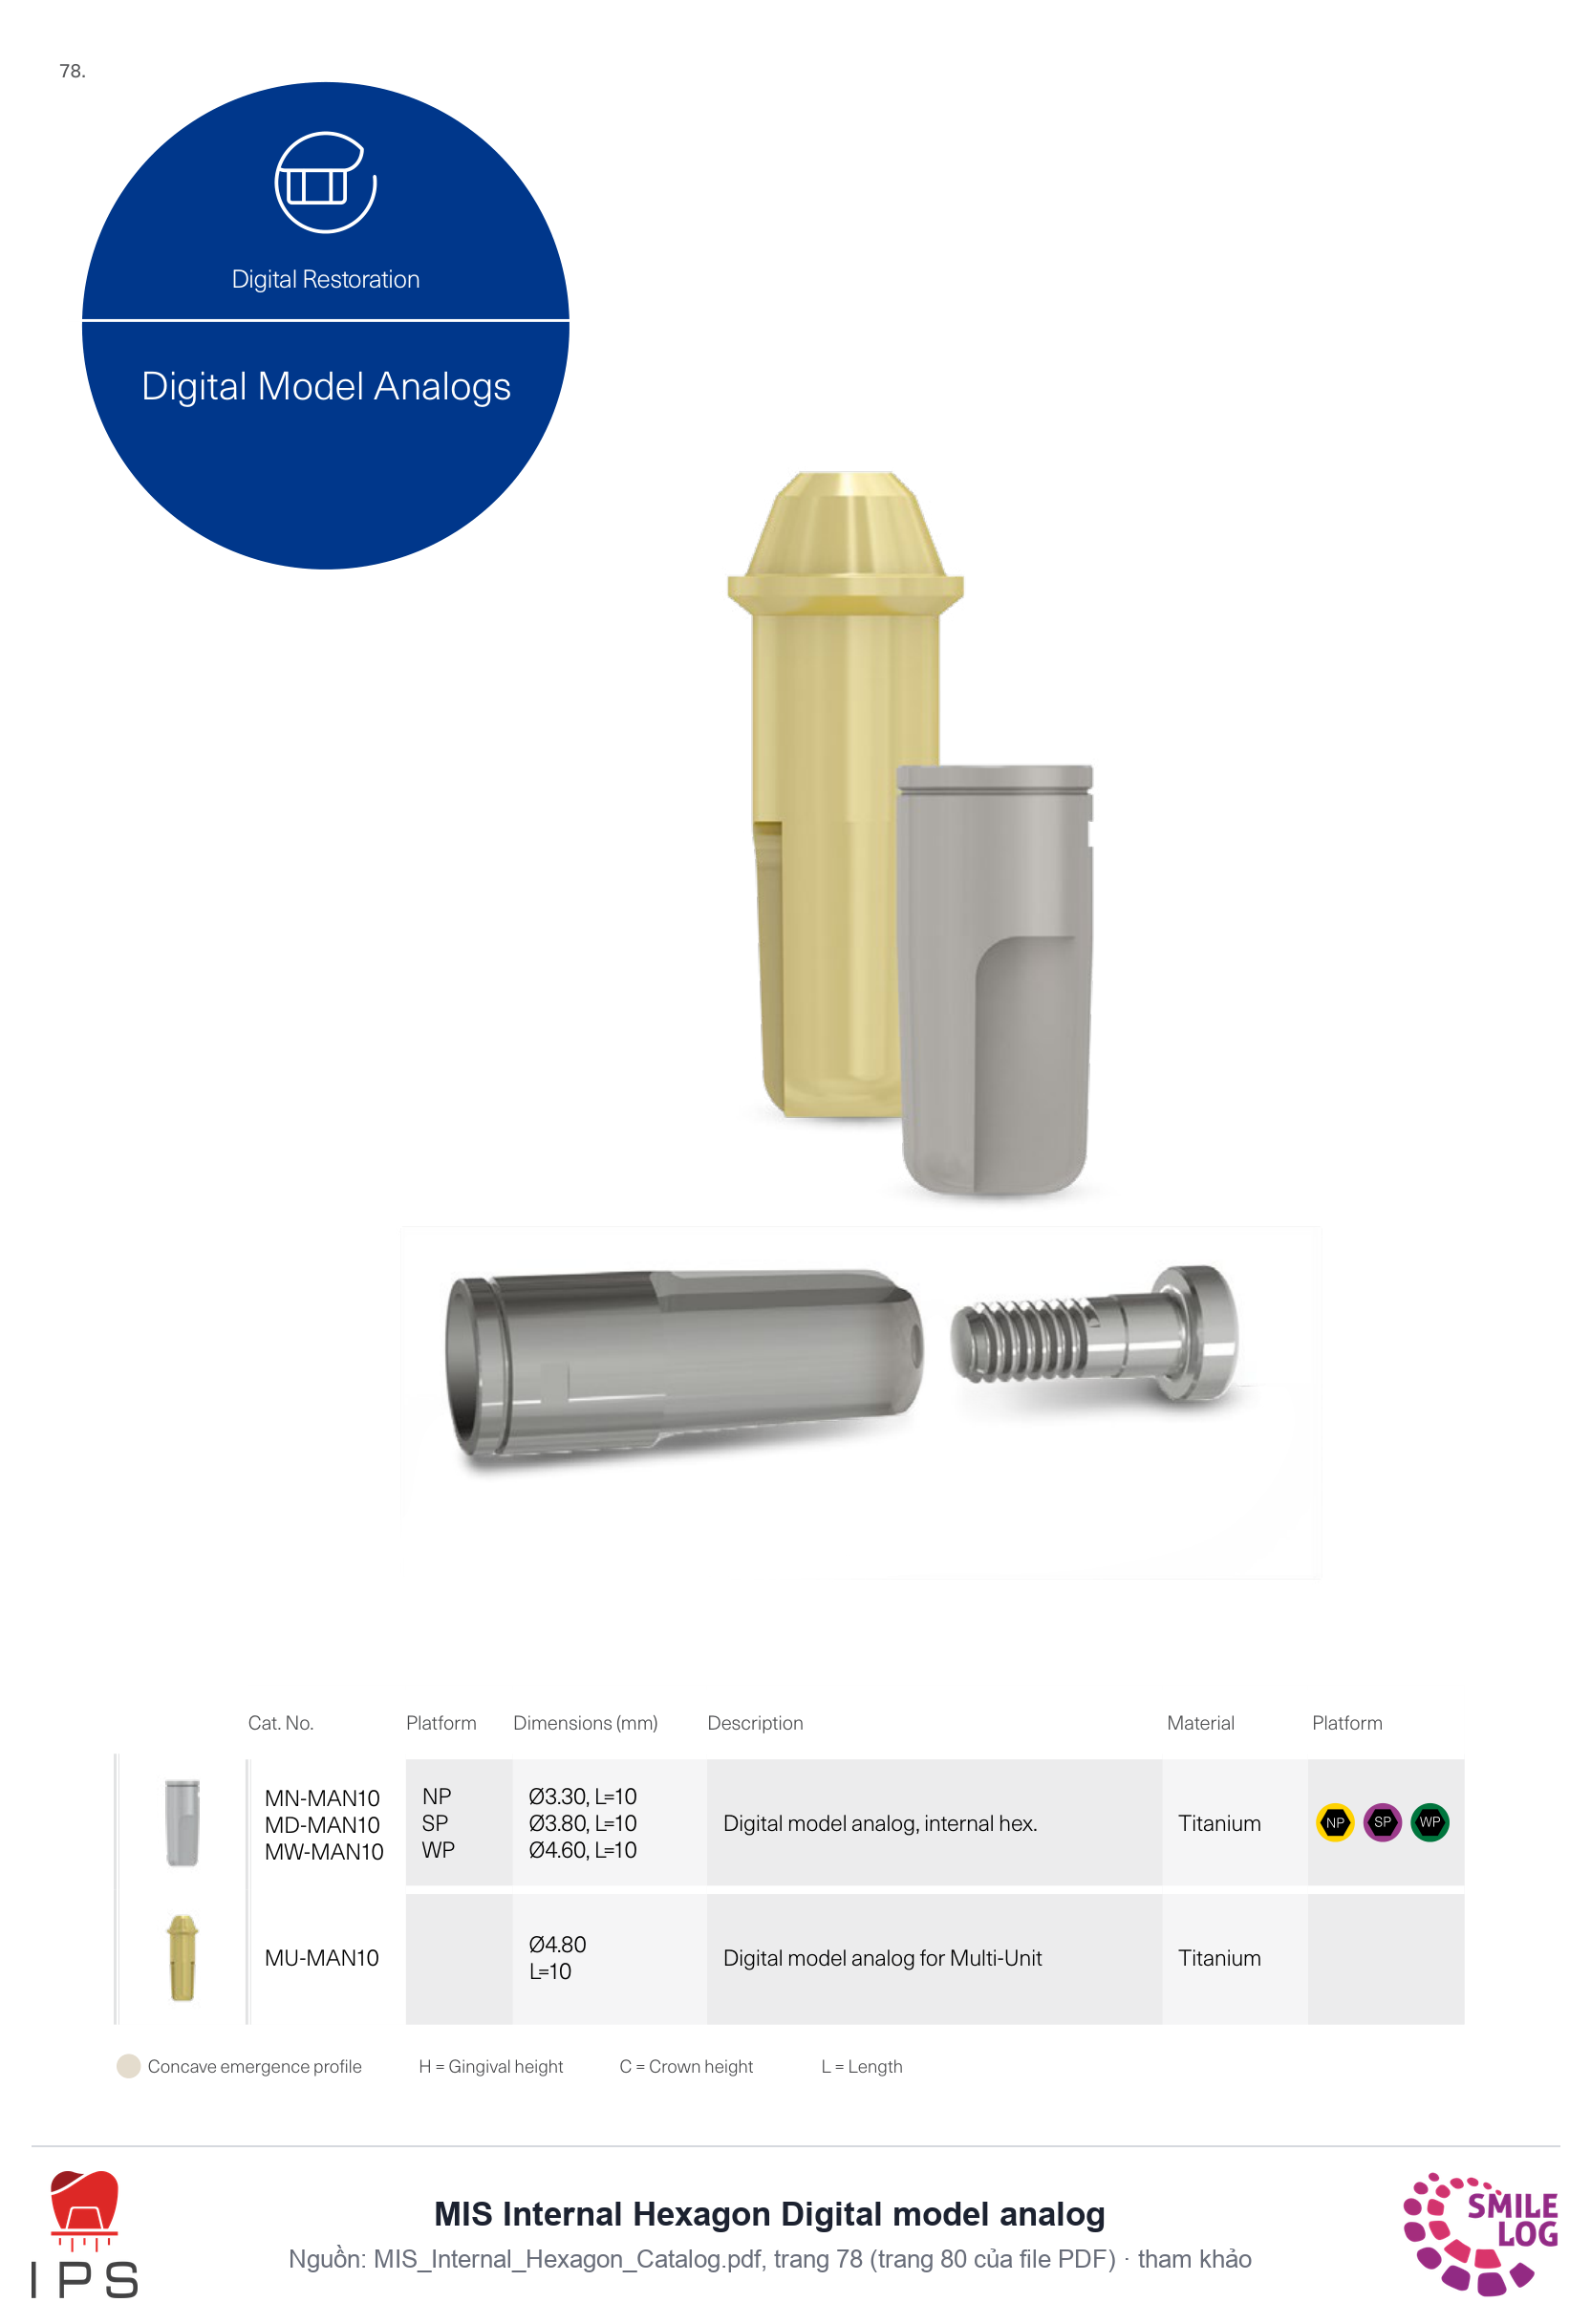 78.
Digital Restoration
Digital Model Analogs
Cat. No. Platform Dimensions (mm) Description Material Platform
MN-MAN10 NP Ø3.30, L=10
MD-MAN10 SP Ø3.80, L=10 Digital model analog, internal hex. Titanium NP SP WP
MW-MAN10 WP Ø4.60, L=10
Ø4.80
MU-MAN10 Digital model analog for Multi-Unit Titanium
L=10
Concave emergence profile H = Gingival height C = Crown height L = Length
IPS
MIS Internal Hexagon Digital model analog
Nguồn: MIS_Internal_Hexagon_Catalog.pdf, trang 78 (trang 80 của file PDF) · tham khảo
SMILE
LOG